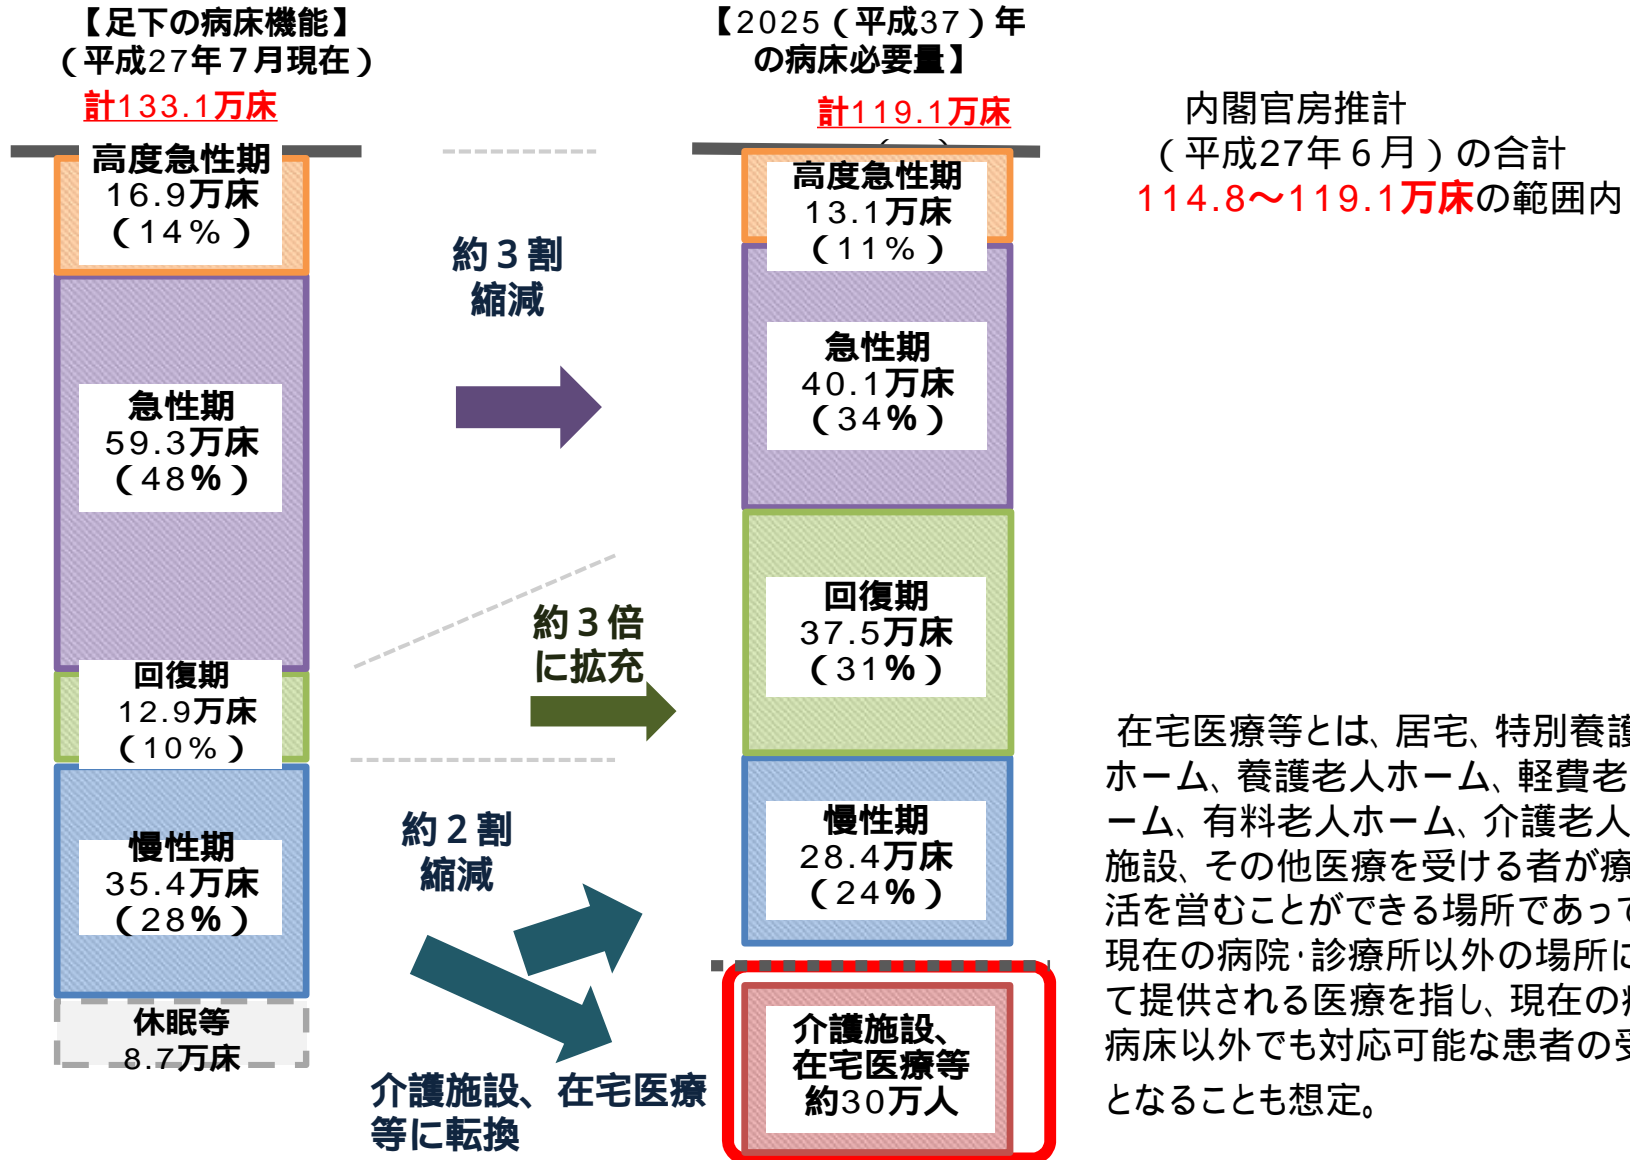 【足下の病床機能】
（平成27年７月現在）
計133.1万床
高度急性期
16.9万床
（14%）
急性期
59.3万床
（48%）
回復期
12.9万床
（10%）
慢性期
35.4万床
（28%）
休眠等
8.7万床
約３割
縮減
約３倍
に拡充
約２割
縮減
介護施設、在宅医療
等に転換
【2025（平成37）年
の病床必要量】
計119.1万床
高度急性期
13.1万床
（11%）
急性期
40.1万床
（34%）
回復期
37.5万床
（31%）
慢性期
28.4万床
（24%）
介護施設、
在宅医療等
約30万人
内閣官房推計
（平成27年６月）の合計
114.8～119.1万床の範囲内
在宅医療等とは、居宅、特別養護
ホーム、養護老人ホーム、軽費老
ーム、有料老人ホーム、介護老人
施設、その他医療を受ける者が療
活を営むことができる場所であって
現在の病院･診療所以外の場所に
て提供される医療を指し、現在の
病床以外でも対応可能な患者の受
となることも想定。